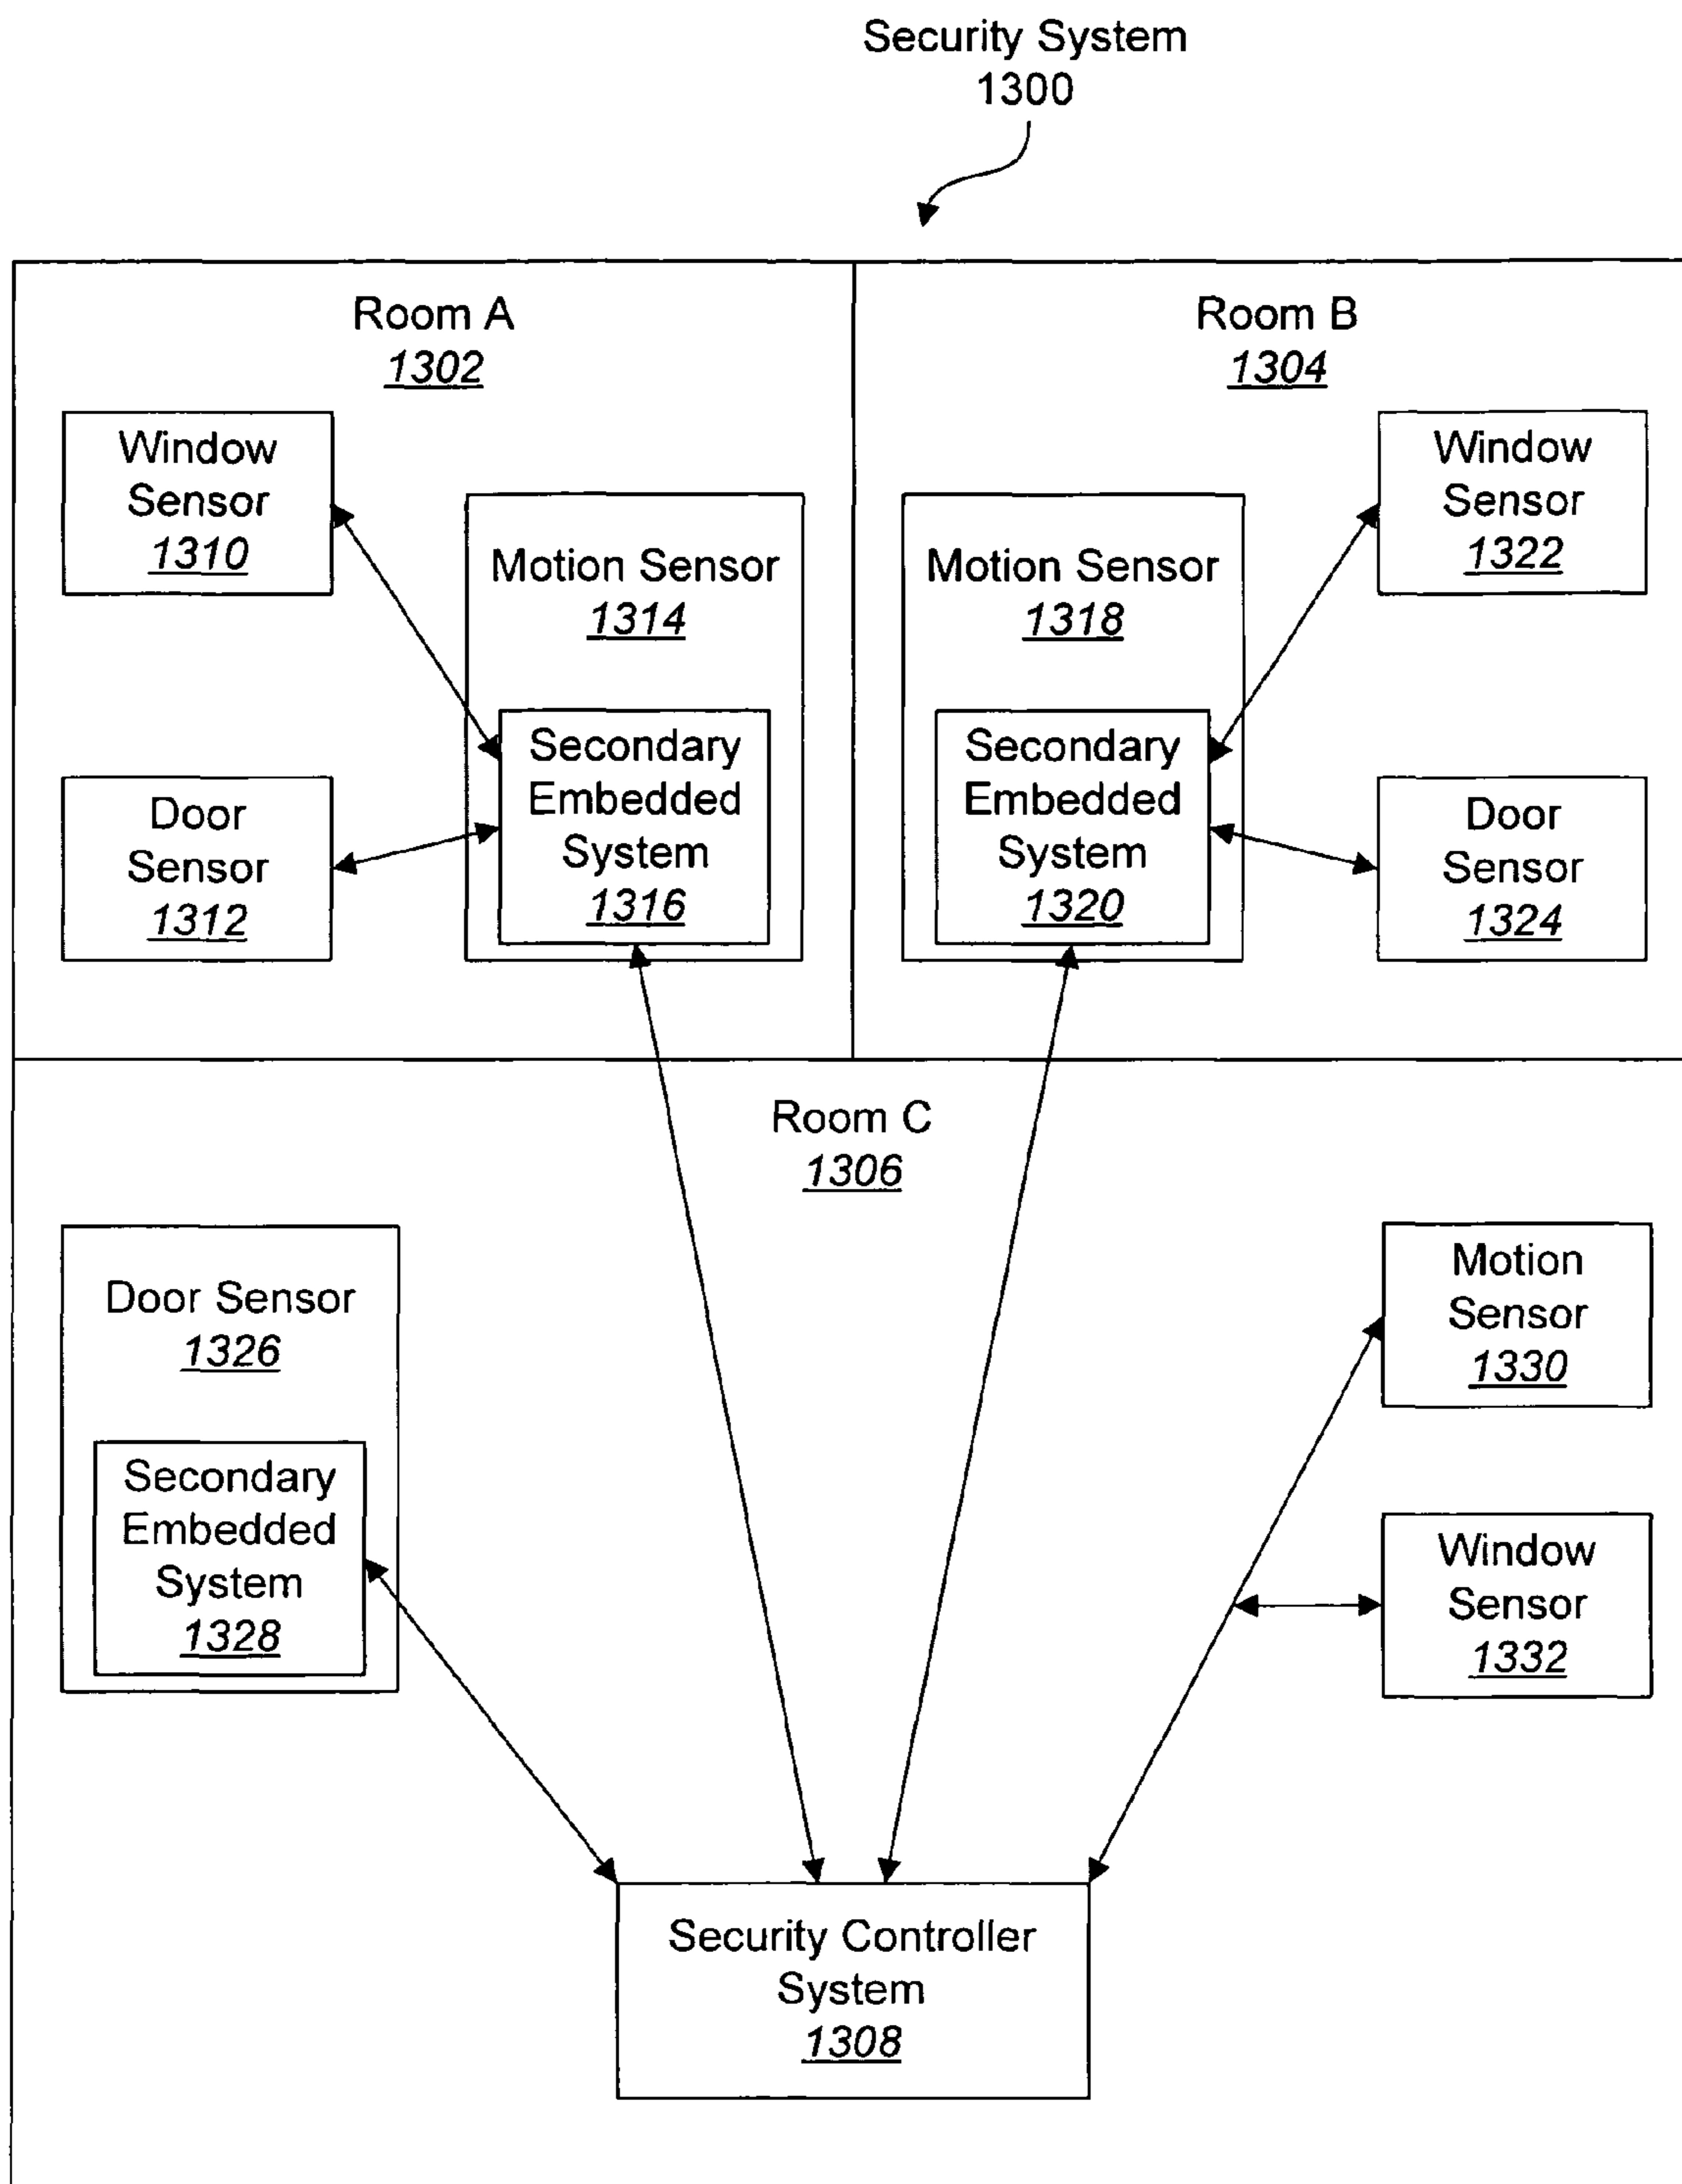 Security System
1300
Room A
1302
Room B
1304
Window
Sensor
1310
Motion Sensor
1314
Secondary
Embedded
System
1316
Door
Sensor
1312
Motion Sensor
1318
Secondary
Embedded
System
1320
Window
Sensor
1322
Door
Sensor
1324
Room C
1306
Door Sensor
1326
Secondary
Embedded
System
1328
Motion
Sensor
1330
Window
Sensor
1332
Security Controller
System
1308